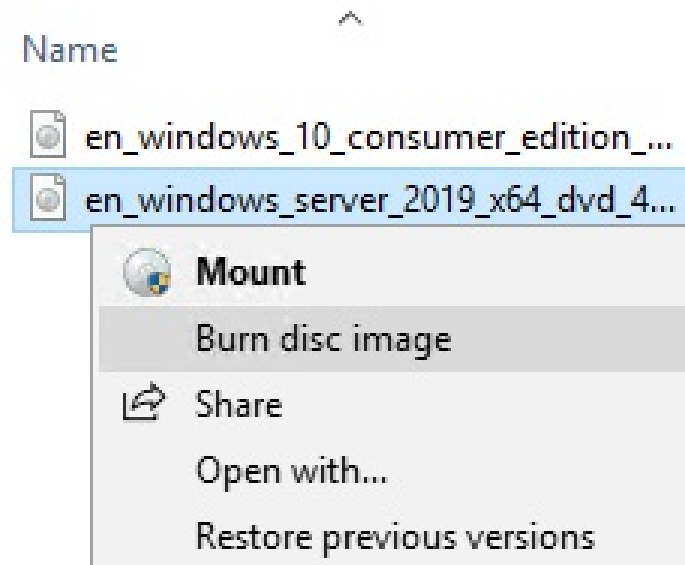 Name
en_windows_10_consumer_edition_...
en_windows_server_2019_x64_dvd_4...
Mount
Burn disc image
Share
Open with...
Restore previous versions